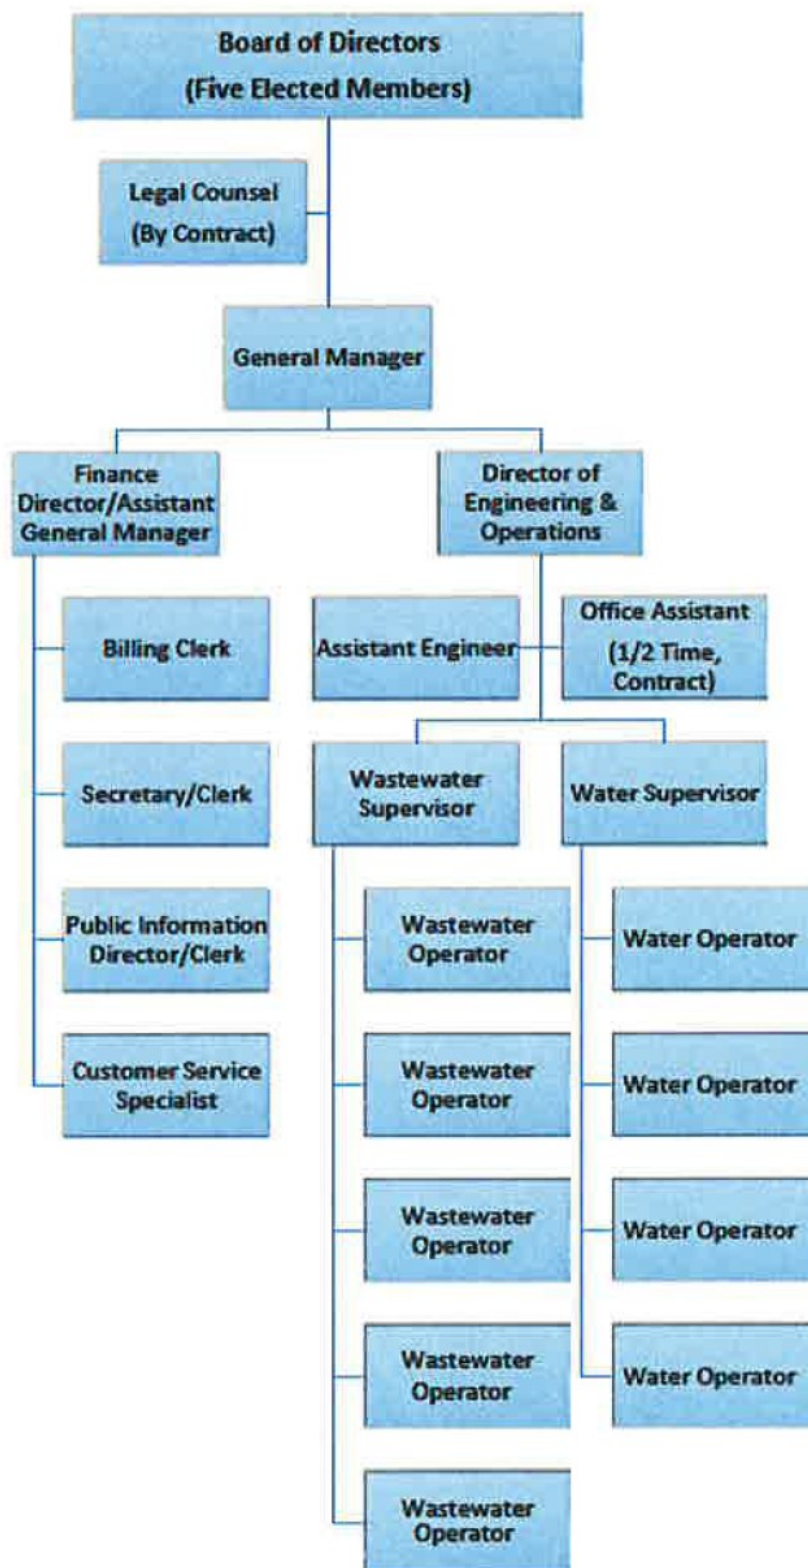 Board of Directors
(Five Elected Members)
Legal Counsel
(By Contract)
General Manager
Finance
Director/Assistant
General Manager
Director of
Engineering &
Operations
Billing Clerk
Secretary/Clerk
Public Information
Director/Clerk
Customer Service
Specialist
Assistant Engineer
Office Assistant
(1/2 Time,
Contract)
Wastewater
Supervisor
Water Supervisor
Wastewater
Operator
Wastewater
Operator
Wastewater
Operator
Wastewater
Operator
Wastewater
Operator
Water Operator
Water Operator
Water Operator
Water Operator